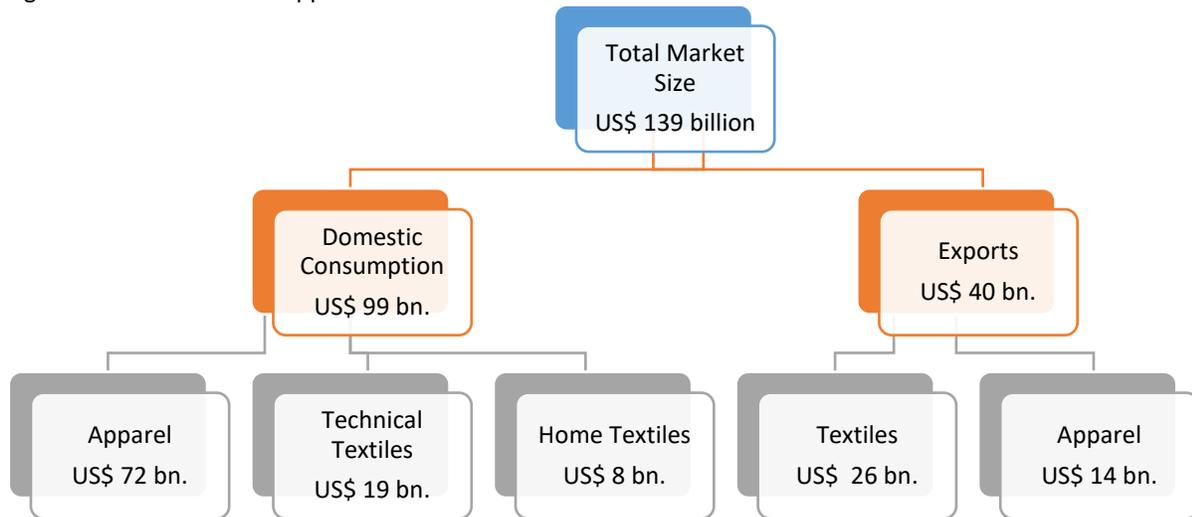 Total Market
Size
US$ 139 billion
Domestic
Consumption
US$ 99 bn.
Exports
US$ 40 bn.
Apparel
US$ 72 bn.
Technical
Textiles
US$ 19 bn.
Home Textiles
US$ 8 bn.
Textiles
US$ 26 bn.
Apparel
US$ 14 bn.